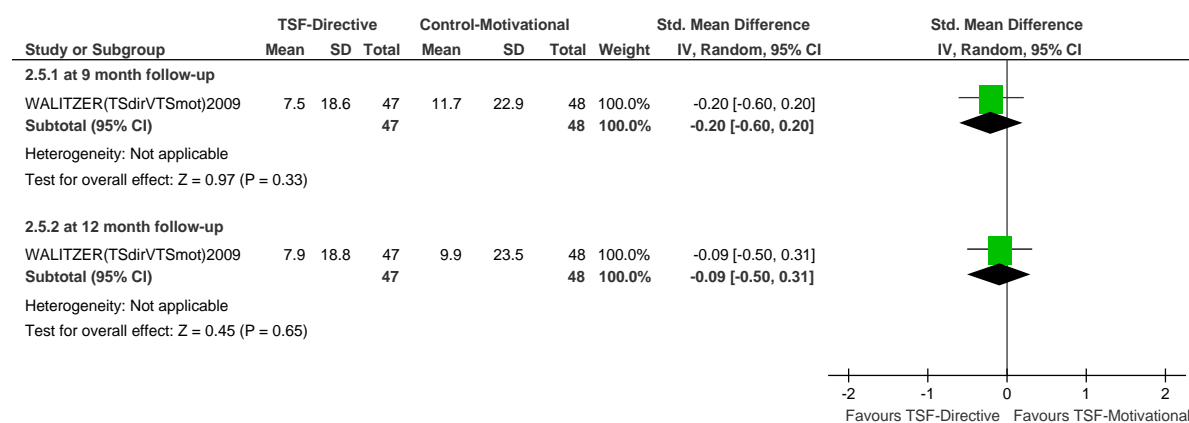 TSF-Directive Control-Motivational Std. Mean Difference Std. Mean Difference
Study or Subgroup Mean SD Total Mean SD Total Weight IV, Random, 95% CI IV, Random, 95% CI
2.5.1 at 9 month follow-up
WALITZER(TSdirVTSmot)2009 7.5 18.6 47 11.7 22.9 48 100.0% -0.20 [-0.60, 0.20]
Subtotal (95% CI) 47 48 100.0% -0.20 [-0.60, 0.20]
Heterogeneity: Not applicable
Test for overall effect: Z = 0.97 (P = 0.33)
2.5.2 at 12 month follow-up
WALITZER(TSdirVTSmot)2009 7.9 18.8 47 9.9 23.5 48 100.0% -0.09 [-0.50, 0.31]
Subtotal (95% CI) 47 48 100.0% -0.09 [-0.50, 0.31]
Heterogeneity: Not applicable
Test for overall effect: Z = 0.45 (P = 0.65)
-2 -1 0 1 2
Favours TSF-Directive Favours TSF-Motivational